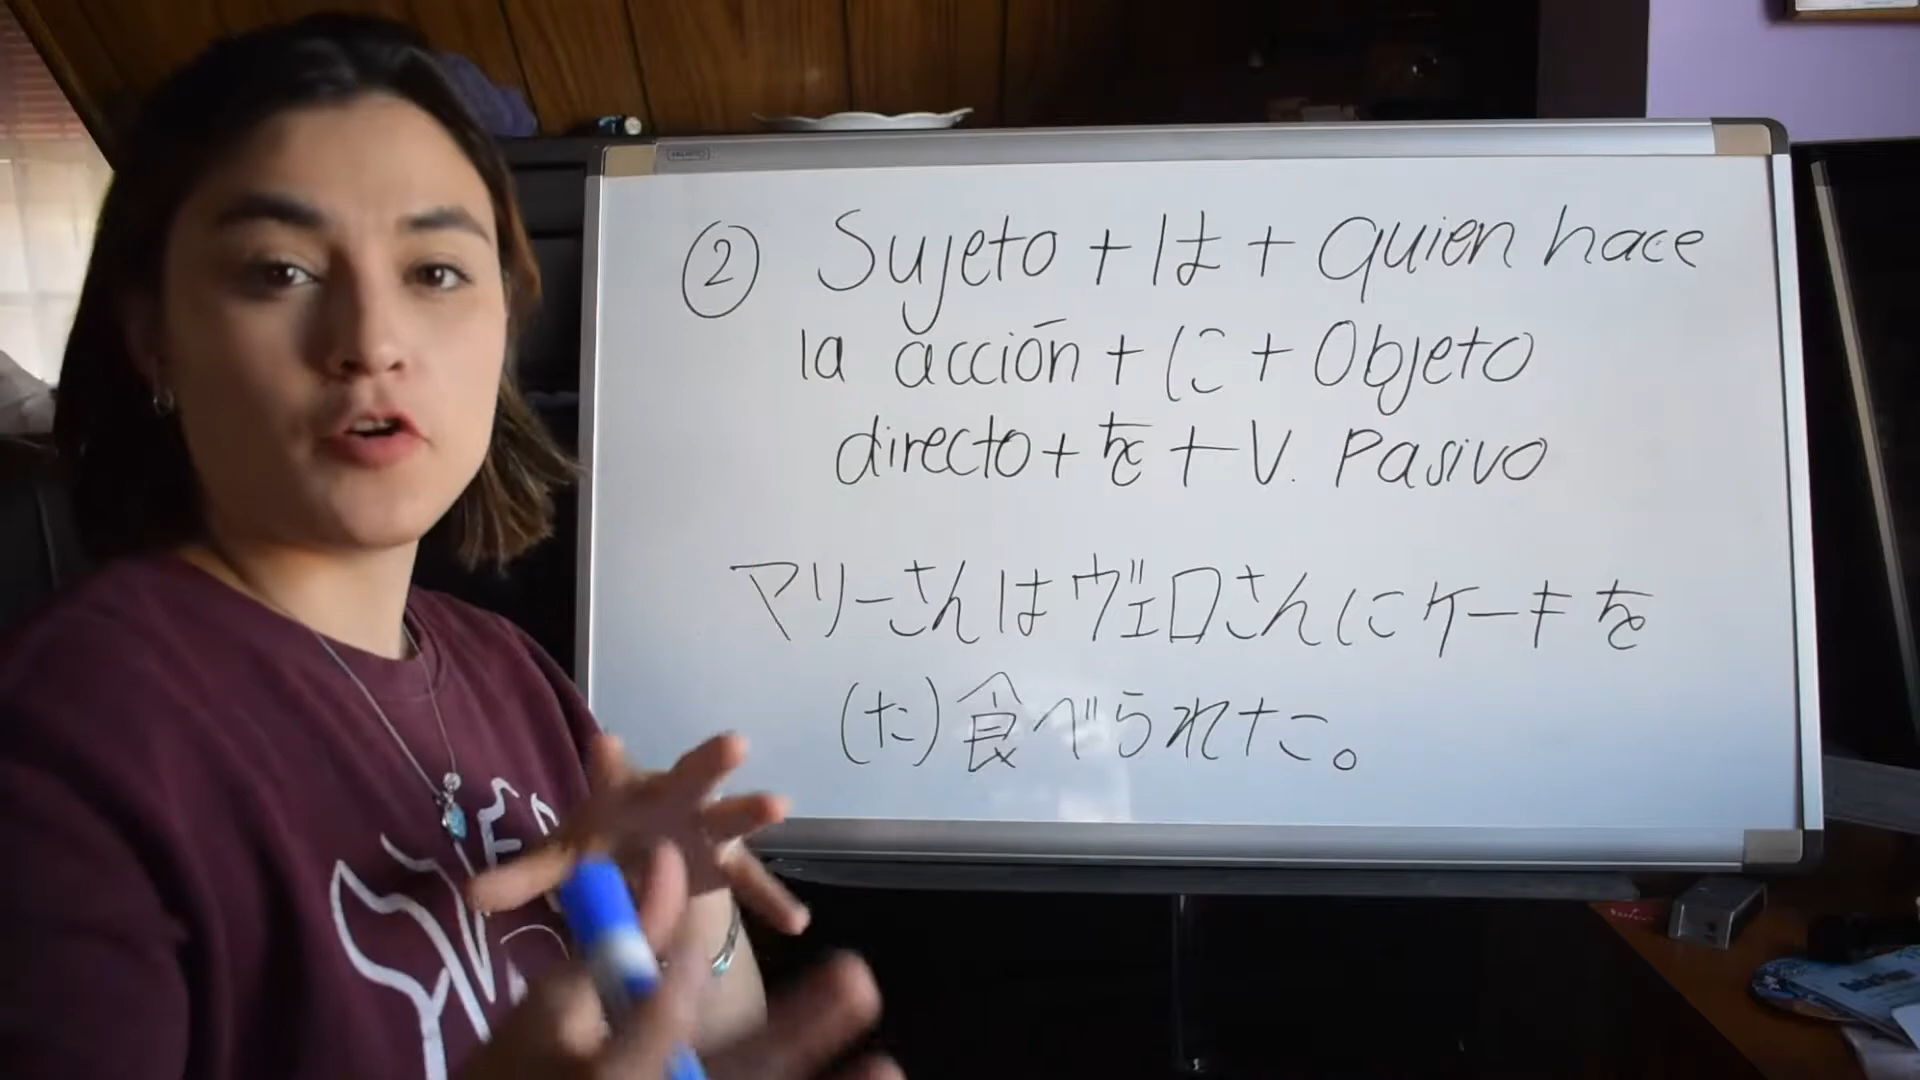 ② Sujeto + は + Quien hace
la acción + に + Objeto
directo + を + V. Pasivo
マリーさんはヴェロさんにケーキを
(た)食べられた。